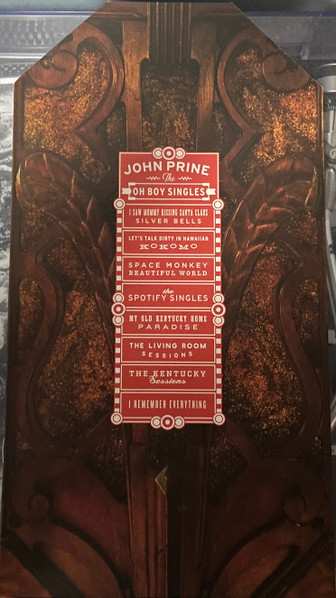 JOHN PRINE
The
OH BOY SINGLES
I SAW MOMMY KISSING SANTA CLAUS
SILVER BELLS
LET'S TALK DIRTY IN HAWAIIAN
KOKOMO
SPACE MONKEY
BEAUTIFUL WORLD
the
SPOTIFY SINGLES
MY OLD KENTUCKY HOME
PARADISE
THE LIVING ROOM
SESSIONS
THE KENTUCKY
Sessions
I REMEMBER EVERYTHING